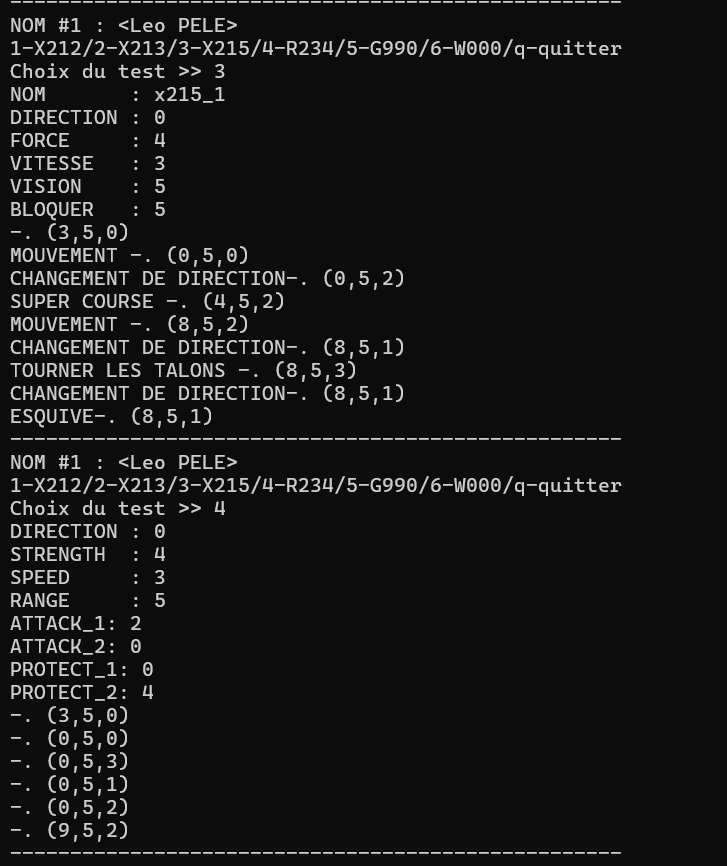 ---------------------------------------------------
NOM #1 : <Leo PELE>
1-X212/2-X213/3-X215/4-R234/5-G990/6-W000/q-quitter
Choix du test >> 3
NOM       : x215_1
DIRECTION : 0
FORCE     : 4
VITESSE   : 3
VISION    : 5
BLOQUER   : 5
-. (3,5,0)
MOUVEMENT -. (0,5,0)
CHANGEMENT DE DIRECTION-. (0,5,2)
SUPER COURSE -. (4,5,2)
MOUVEMENT -. (8,5,2)
CHANGEMENT DE DIRECTION-. (8,5,1)
TOURNER LES TALONS -. (8,5,3)
CHANGEMENT DE DIRECTION-. (8,5,1)
ESQUIVE-. (8,5,1)
---------------------------------------------------
NOM #1 : <Leo PELE>
1-X212/2-X213/3-X215/4-R234/5-G990/6-W000/q-quitter
Choix du test >> 4
DIRECTION : 0
STRENGTH  : 4
SPEED     : 3
RANGE     : 5
ATTACK_1: 2
ATTACK_2: 0
PROTECT_1: 0
PROTECT_2: 4
-. (3,5,0)
-. (0,5,0)
-. (0,5,3)
-. (0,5,1)
-. (0,5,2)
-. (9,5,2)
---------------------------------------------------